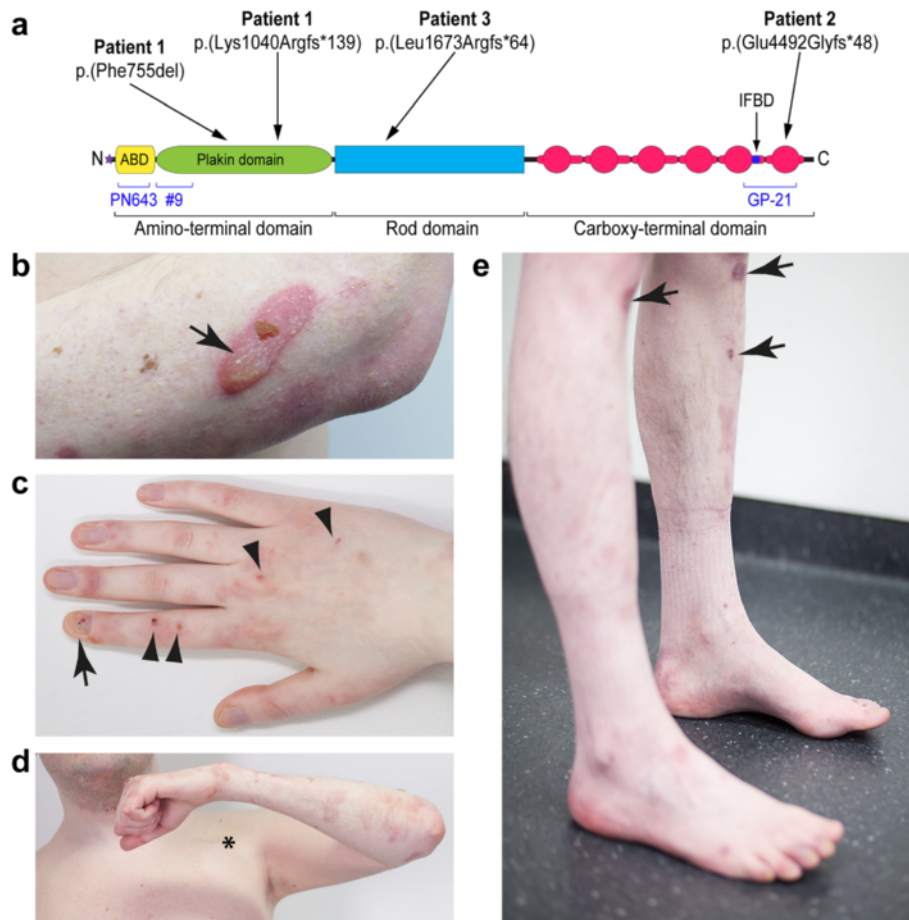 a
Patient 1
p.(Phe755del)
Patient 1
p.(Lys1040Argfs*139)
Patient 3
p.(Leu1673Argfs*64)
Patient 2
p.(Glu4492Glyfs*48)
IFBD
N* ABD Plakin domain C
PN643 #9 GP-21
Amino-terminal domain Rod domain Carboxy-terminal domain
b
c
d
*
e